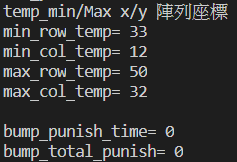 temp_min/Max x/y 陣列座標
min_row_temp= 33
min_col_temp= 12
max_row_temp= 50
max_col_temp= 32

bump_punish_time= 0
bump_total_punish= 0